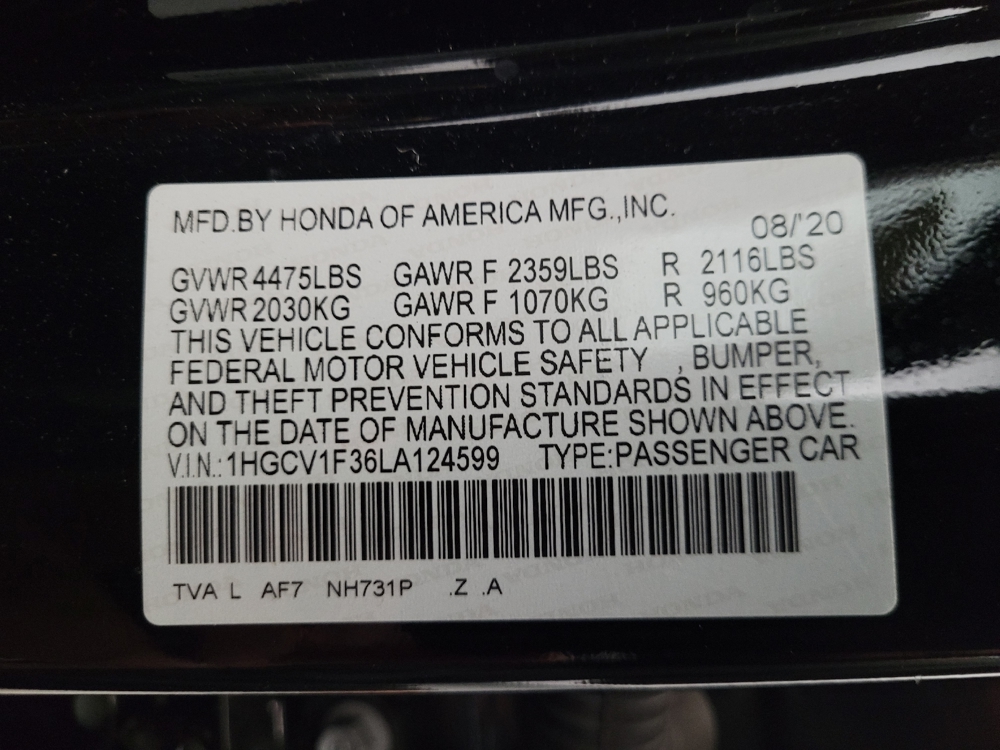 MFD.BY HONDA OF AMERICA MFG.,INC.
08/'20
GVWR 4475LBS GAWR F 2359LBS R 2116LBS
GVWR 2030KG GAWR F 1070KG R 960KG
THIS VEHICLE CONFORMS TO ALL APPLICABLE
FEDERAL MOTOR VEHICLE SAFETY , BUMPER,
AND THEFT PREVENTION STANDARDS IN EFFECT
ON THE DATE OF MANUFACTURE SHOWN ABOVE.
V.I.N.:1HGCV1F36LA124599 TYPE:PASSENGER CAR
TVA L AF7 NH731P .Z .A